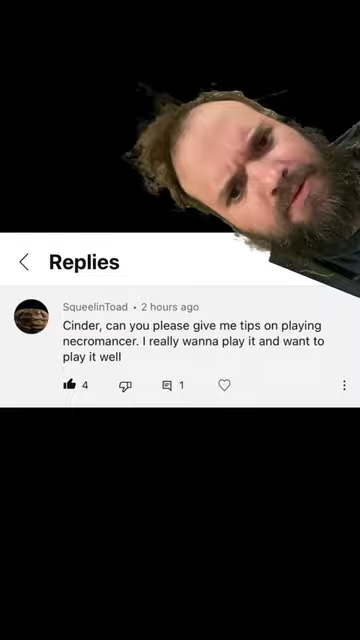 Replies
SqueelinToad • 2 hours ago
Cinder, can you please give me tips on playing
necromancer. I really wanna play it and want to
play it well
4
1